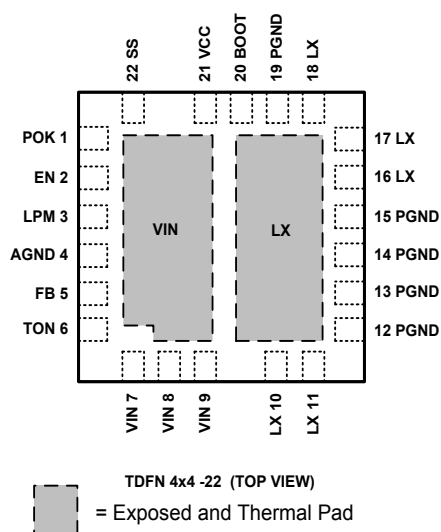 22 SS
21 VCC
20 BOOT
19 PGND
18 LX
POK 1
EN 2
LPM 3
AGND 4
FB 5
TON 6
VIN
LX
17 LX
16 LX
15 PGND
14 PGND
13 PGND
12 PGND
VIN 7
VIN 8
VIN 9
LX 10
LX 11
TDFN 4x4 -22 (TOP VIEW)
= Exposed and Thermal Pad